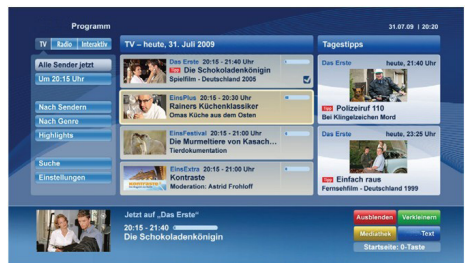 Programm
31.07.09 | 20:20
TV Radio Interaktiv
TV – heute, 31. Juli 2009
Tagestipps
Alle Sender jetzt
Um 20:15 Uhr
Nach Sendern
Nach Genre
Highlights
Suche
Einstellungen
Das Erste 20:15 - 21:40 Uhr
Tipp Die Schokoladenkönigin
Spielfilm - Deutschland 2005
EinsPlus 20:15 - 20:30 Uhr
Rainers Küchenklassiker
Omas Küche aus dem Osten
EinsFestival 20:15 - 21:00 Uhr
Die Murmeltiere von Kasach...
Tierdokumentation
EinsExtra 20:15 - 21:00 Uhr
Kontraste
Moderation: Astrid Frohloff
KONTRASTE
Das Erste heute, 21:40 Uhr
Tipp Polizeiruf 110
Bei Klingelzeichen Mord
Das Erste heute, 23:25 Uhr
Tipp Einfach raus
Fernsehfilm - Deutschland 1999
Jetzt auf „Das Erste“
20:15 - 21:40
Die Schokoladenkönigin
Ausblenden Verkleinern
Mediathek Text
Startseite: 0-Taste